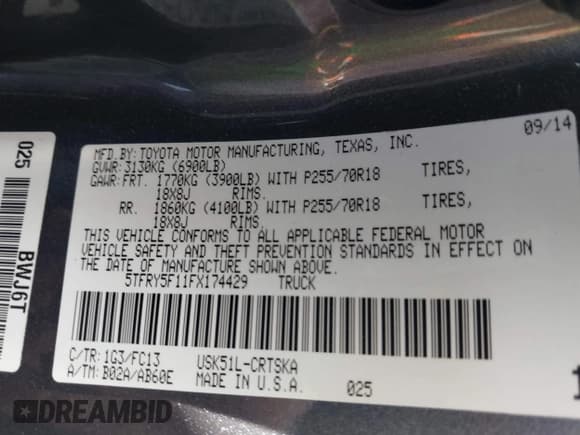 09/14
MFD.BY:TOYOTA MOTOR MANUFACTURING, TEXAS, INC.
GVWR:3130KG (6900LB)
GAWR:FRT. 1770KG (3900LB) WITH P255/70R18 TIRES,
18X8J RIMS.
RR. 1860KG (4100LB) WITH P255/70R18 TIRES,
18X8J RIMS.
THIS VEHICLE CONFORMS TO ALL APPLICABLE FEDERAL MOTOR
VEHICLE SAFETY AND THEFT PREVENTION STANDARDS IN EFFECT ON
THE DATE OF MANUFACTURE SHOWN ABOVE.
5TFRY5F11FX174429 TRUCK
C/TR:1G3/FC13 USK51L-CRTSKA
A/TM:B02A/AB60E MADE IN U.S.A. 025
025
BWJ6T
DREAMBID